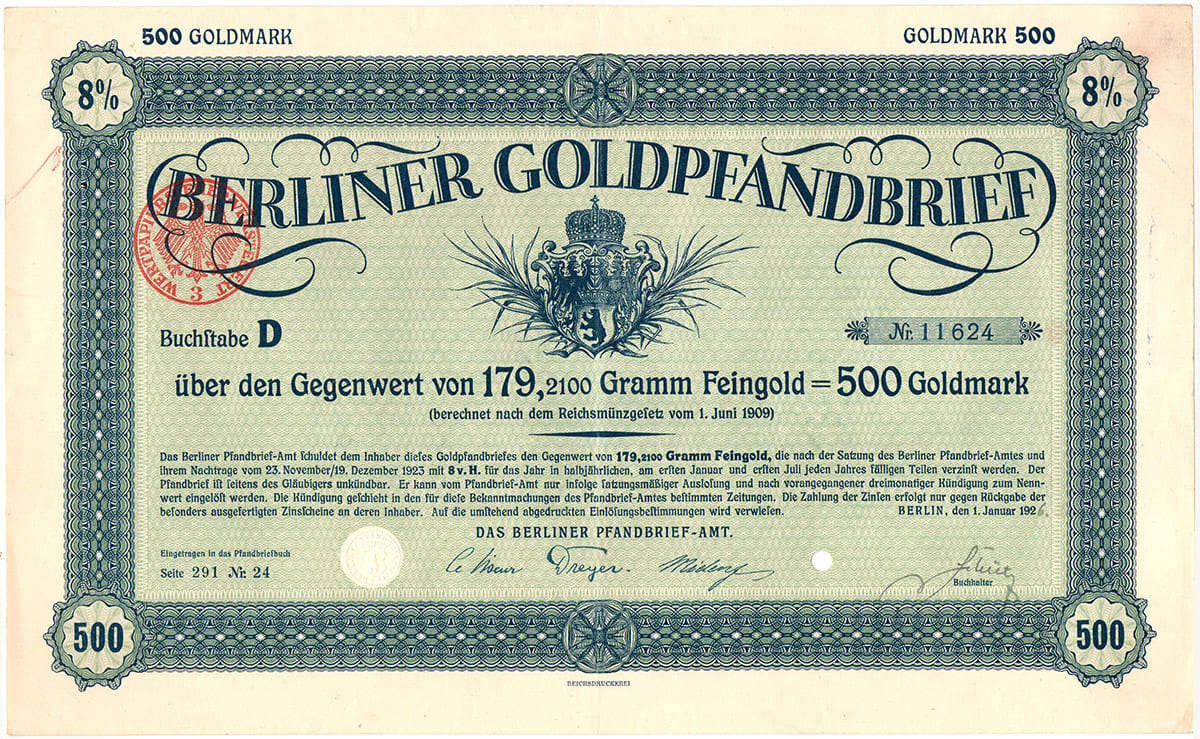 500 GOLDMARK
GOLDMARK 500
8%
8%
BERLINER GOLDPFANDBRIEF
WERTPAPIER
3
Buchſtabe D
Nr. 11624
über den Gegenwert von 179,2100 Gramm Feingold = 500 Goldmark
(berechnet nach dem Reichsmünzgeſetz vom 1. Juni 1909)
Das Berliner Pfandbrief-Amt ſchuldet dem Inhaber dieſes Goldpfandbriefes den Gegenwert von 179,2100 Gramm Feingold, die nach der Satzung des Berliner Pfandbrief-Amtes und
ihrem Nachtrage vom 23. November/19. Dezember 1923 mit 8 v. H. für das Jahr in halbjährlichen, am erſten Januar und erſten Juli jeden Jahres fälligen Teilen verzinſt werden. Der
Pfandbrief iſt ſeitens des Gläubigers unkündbar. Er kann vom Pfandbrief-Amt nur infolge ſatzungsmäßiger Ausloſung und nach vorangegangener dreimonatiger Kündigung zum Nenn-
wert eingelöſt werden. Die Kündigung geſchieht in den für dieſe Bekanntmachungen des Pfandbrief-Amtes beſtimmten Zeitungen. Die Zahlung der Zinſen erfolgt nur gegen Rückgabe der
beſonders ausgefertigten Zinsſcheine an deren Inhaber. Auf die umſtehend abgedruckten Einlöſungsbeſtimmungen wird verwieſen.
BERLIN, den 1. Januar 1926.
DAS BERLINER PFANDBRIEF-AMT.
Eingetragen in das Pfandbriefbuch
Seite 291 Nr. 24
Dreyer.
Buchhalter
500
500
REICHSDRUCKEREI